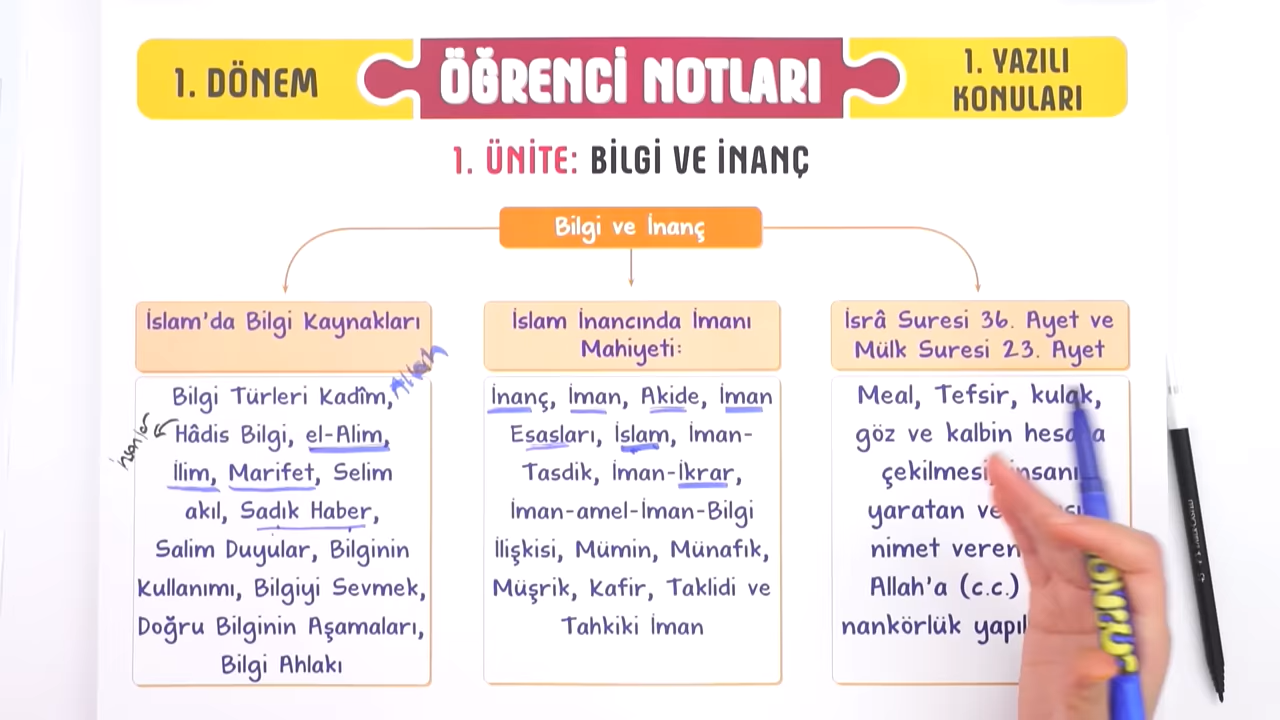 1. DÖNEM
ÖĞRENCİ NOTLARI
1. YAZILI
KONULARI
1. ÜNİTE: BİLGİ VE İNANÇ
Bilgi ve İnanç
İslam'da Bilgi Kaynakları
Bilgi Türleri Kadîm,
Allah
Hâdis Bilgi, el-Alim,
insanlar
İlim, Marifet, Selim
akıl, Sadık Haber,
Salim Duyular, Bilginin
Kullanımı, Bilgiyi Sevmek,
Doğru Bilginin Aşamaları,
Bilgi Ahlakı
İslam İnancında İmanı
Mahiyeti:
İnanç, İman, Akide, İman
Esasları, İslam, İman-
Tasdik, İman-İkrar,
İman-amel-İman-Bilgi
İlişkisi, Mümin, Münafık,
Müşrik, Kafir, Taklidi ve
Tahkiki İman
İsrâ Suresi 36. Ayet ve
Mülk Suresi 23. Ayet
Meal, Tefsir, kulak,
göz ve kalbin
çekilmesi,
yaratan
nimet veren
Allah'a (c.c.)
nankörlük